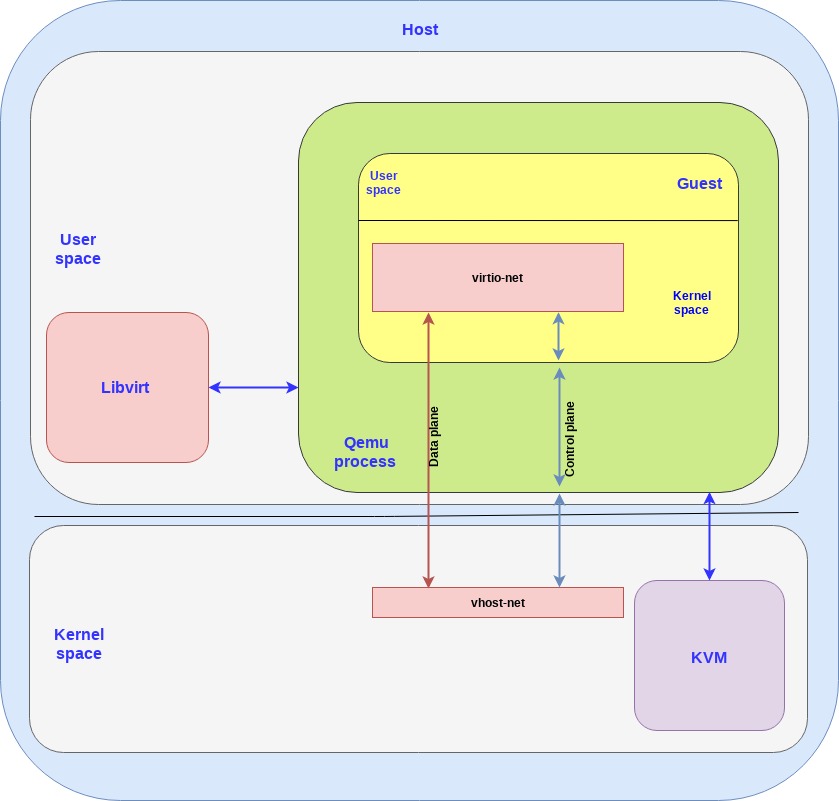 Host
User
space
Guest
virtio-net
Kernel
space
User
space
Libvirt
Qemu
process
Data plane
Control plane
vhost-net
Kernel
space
KVM